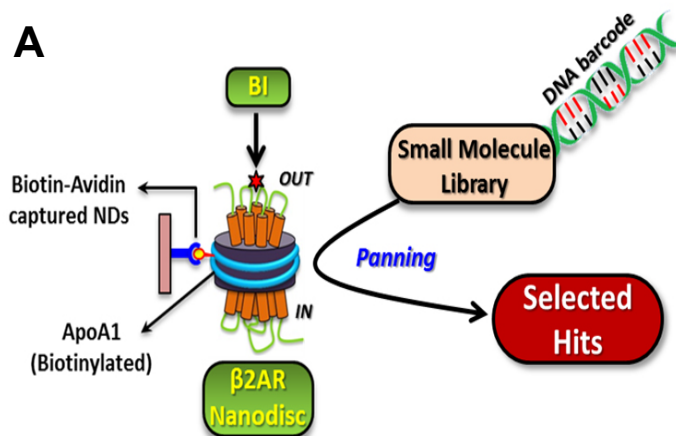 A
BI
DNA barcode
OUT
Small Molecule
Library
Biotin-Avidin
captured NDs
Panning
IN
ApoA1
(Biotinylated)
Selected
Hits
β2AR
Nanodisc